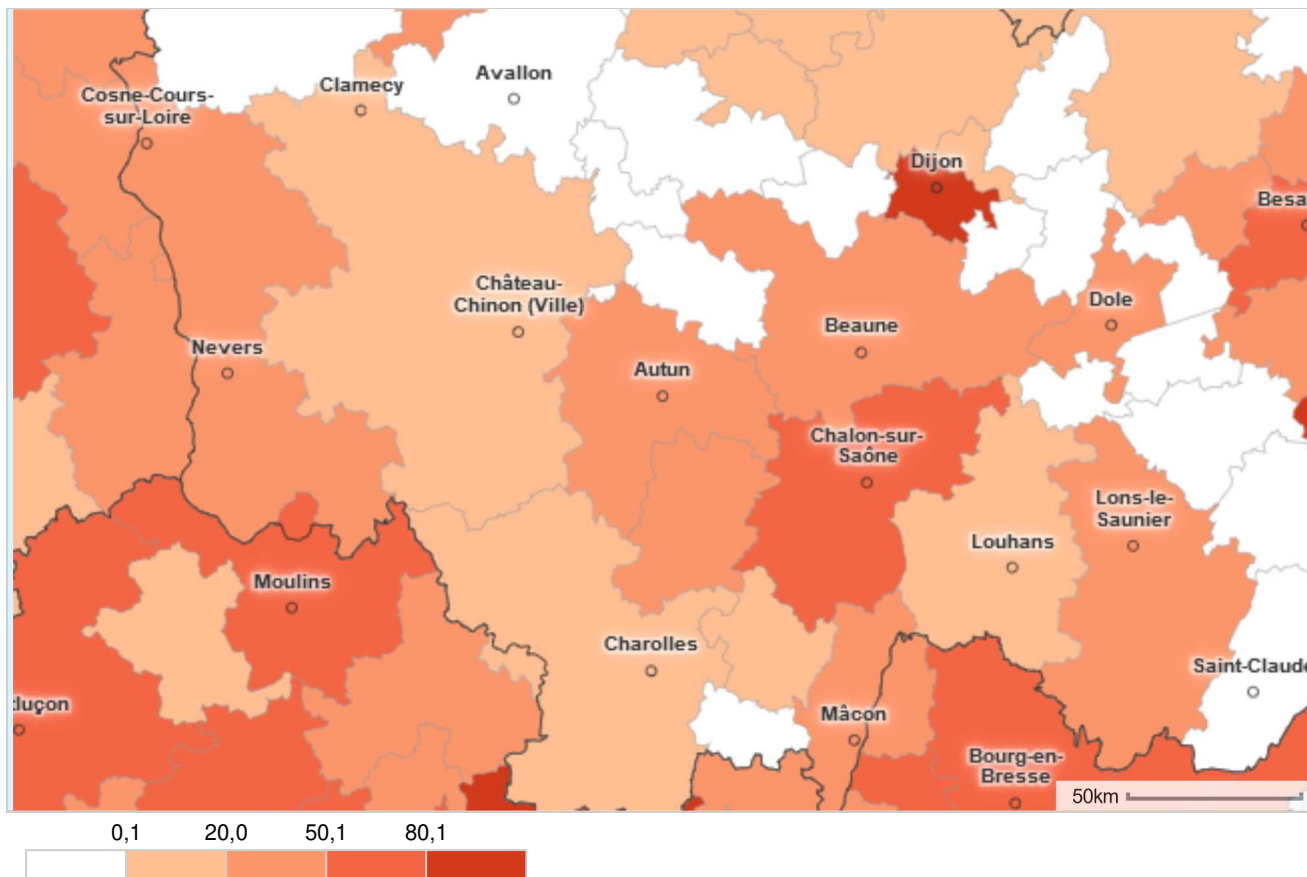 Avallon
Clamecy
Cosne-Cours-
sur-Loire
Dijon
Besa
Château-
Chinon (Ville)
Dole
Beaune
Nevers
Autun
Chalon-sur-
Saône
Lons-le-
Saunier
Louhans
Moulins
Charolles
Saint-Claude
tluçon
Mâcon
Bourg-en-
Bresse
50km
0,1 20,0 50,1 80,1